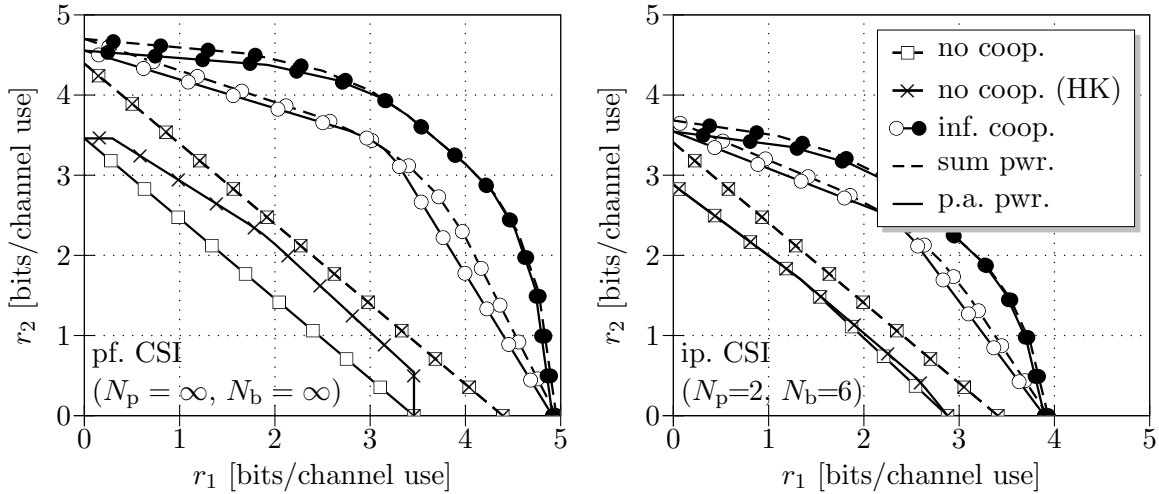 5
4
3
2
1
0
r2 [bits/channel use]
pf. CSI
(Np = ∞, Nb = ∞)
0 1 2 3 4 5
r1 [bits/channel use]
5
4
3
2
1
0
r2 [bits/channel use]
no coop.
no coop. (HK)
inf. coop.
sum pwr.
p.a. pwr.
ip. CSI
(Np=2, Nb=6)
0 1 2 3 4 5
r1 [bits/channel use]